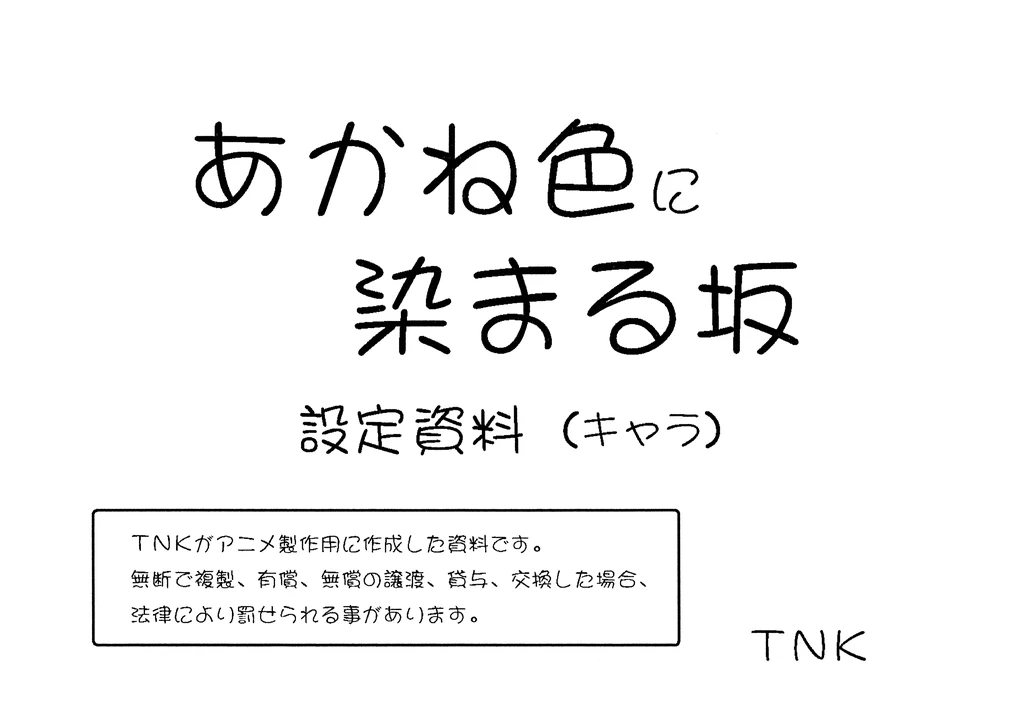 あかね色に
染まる坂
設定資料（キャラ）
TNKがアニメ製作用に作成した資料です。
無断で複製、有償、無償の譲渡、貸与、交換した場合、
法律により罰せられる事があります。
TNK